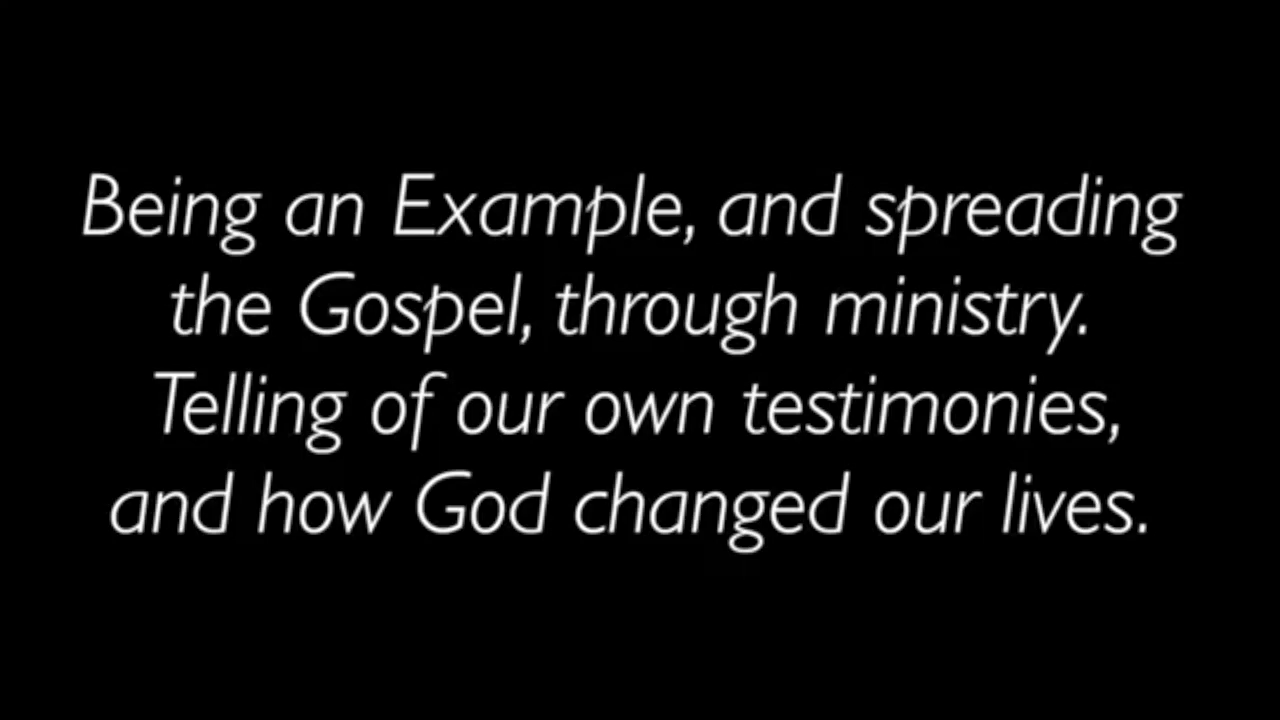 Being an Example, and spreading
the Gospel, through ministry.
Telling of our own testimonies,
and how God changed our lives.